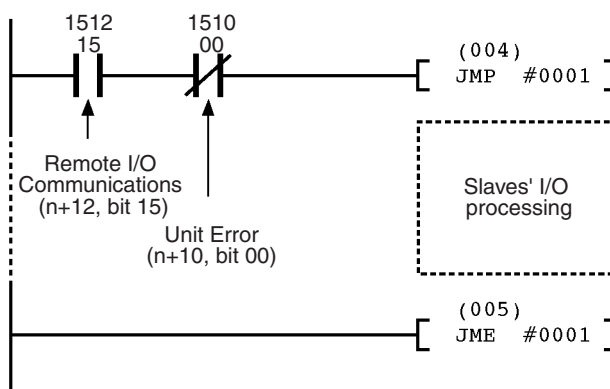 1512
15
1510
00
(004)
JMP #0001
Remote I/O
Communications
(n+12, bit 15)
Unit Error
(n+10, bit 00)
Slaves' I/O
processing
(005)
JME #0001